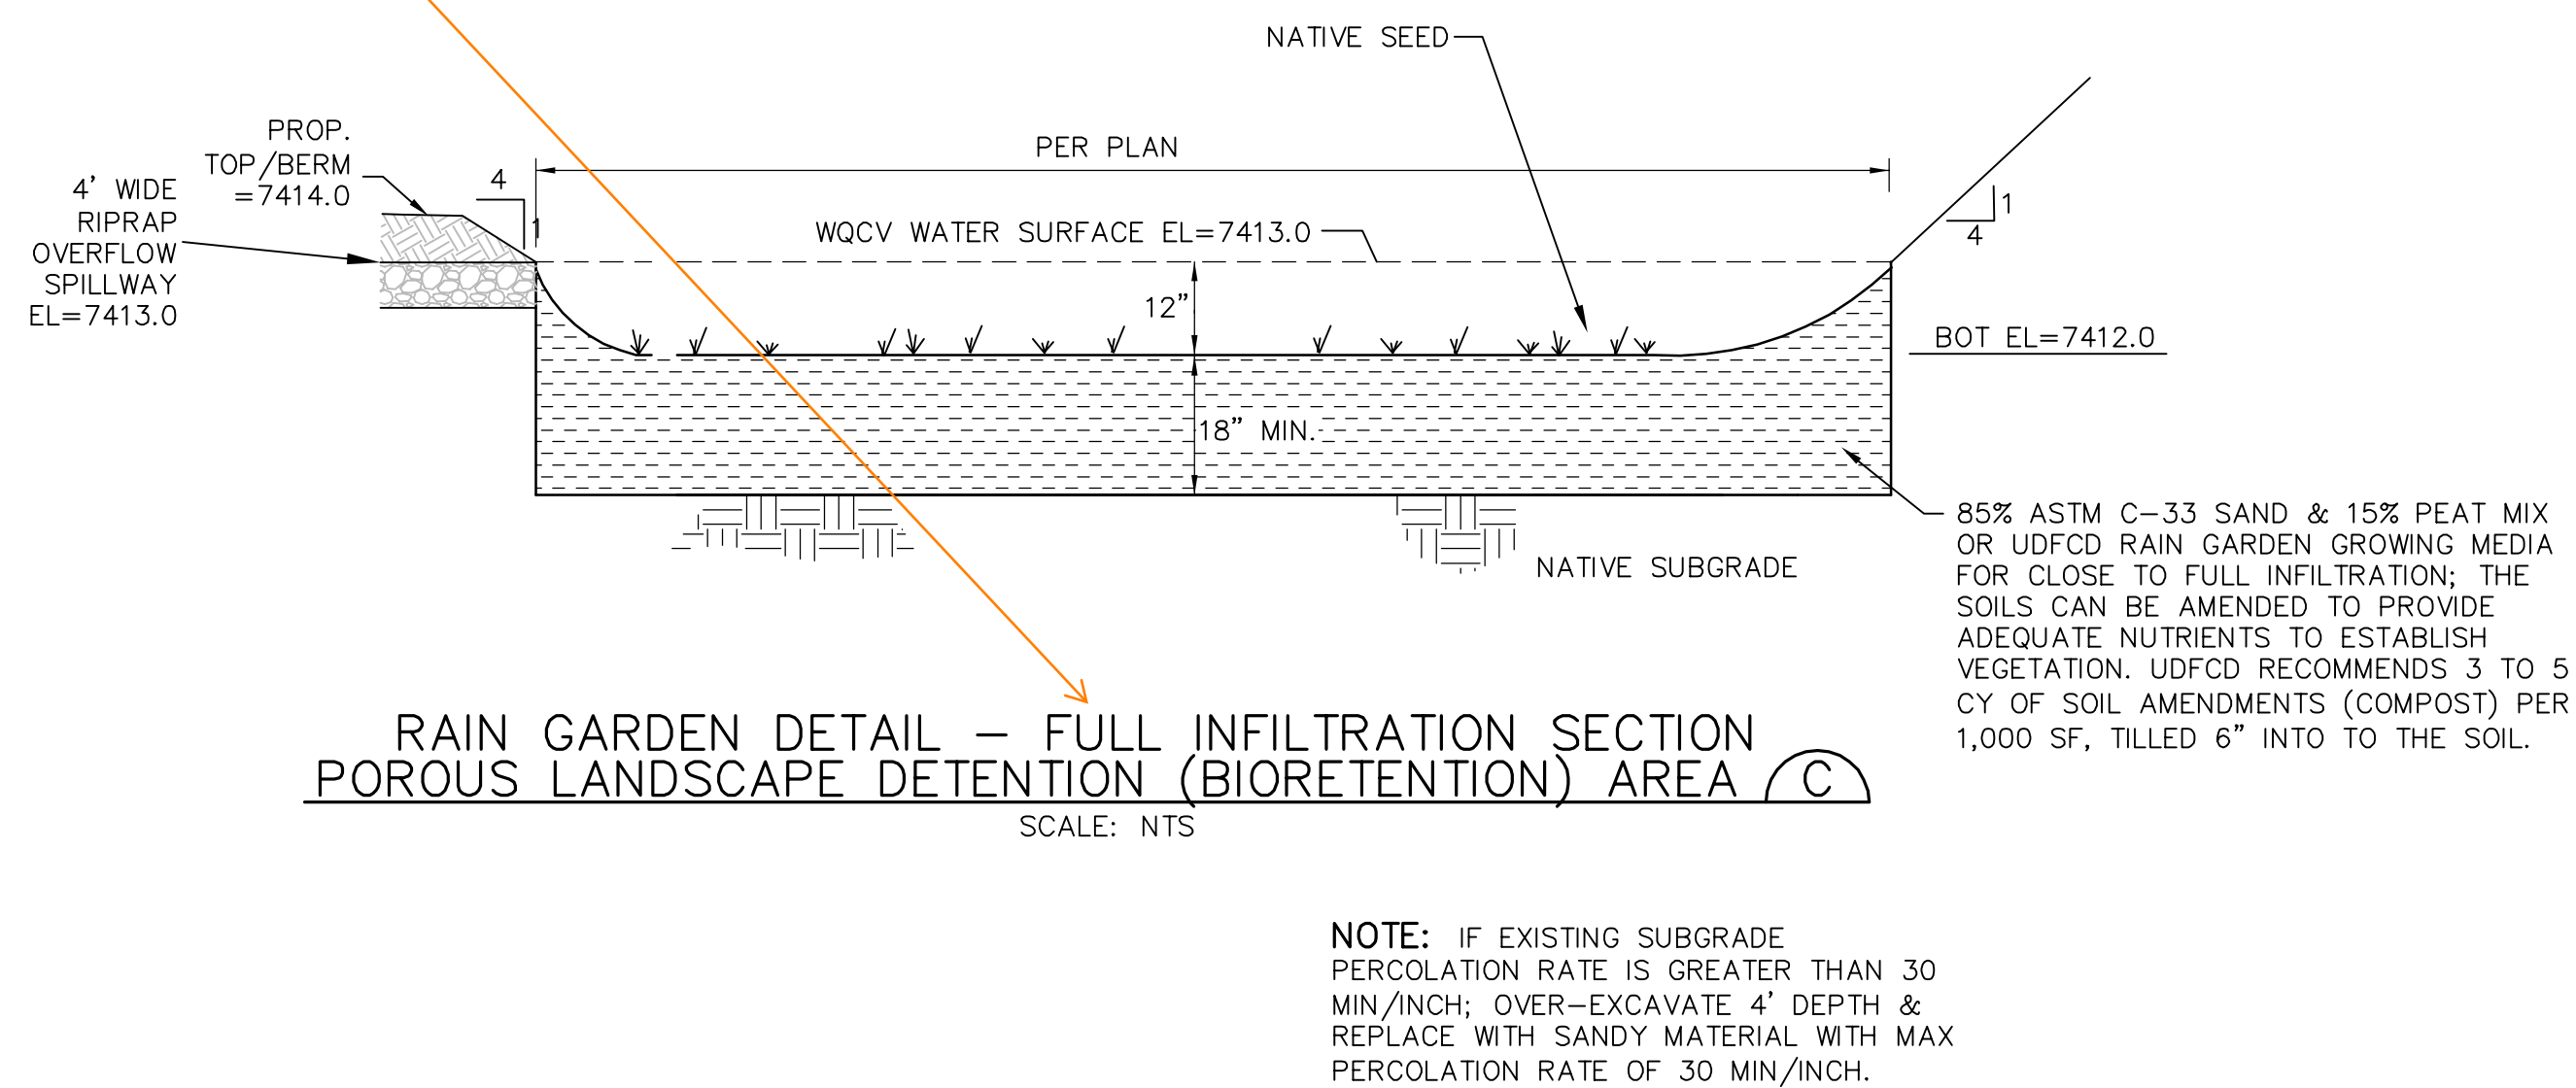 NATIVE SEED
PER PLAN
PROP.
TOP/BERM
=7414.0
4
1
4' WIDE
RIPRAP
OVERFLOW
SPILLWAY
EL=7413.0
WQCV WATER SURFACE EL=7413.0
1
4
12"
BOT EL=7412.0
18" MIN.
NATIVE SUBGRADE
85% ASTM C-33 SAND & 15% PEAT MIX
OR UDFCD RAIN GARDEN GROWING MEDIA
FOR CLOSE TO FULL INFILTRATION; THE
SOILS CAN BE AMENDED TO PROVIDE
ADEQUATE NUTRIENTS TO ESTABLISH
VEGETATION. UDFCD RECOMMENDS 3 TO 5
CY OF SOIL AMENDMENTS (COMPOST) PER
1,000 SF, TILLED 6" INTO TO THE SOIL.
RAIN GARDEN DETAIL - FULL INFILTRATION SECTION
POROUS LANDSCAPE DETENTION (BIORETENTION) AREA C
SCALE: NTS
NOTE: IF EXISTING SUBGRADE
PERCOLATION RATE IS GREATER THAN 30
MIN/INCH; OVER-EXCAVATE 4' DEPTH &
REPLACE WITH SANDY MATERIAL WITH MAX
PERCOLATION RATE OF 30 MIN/INCH.